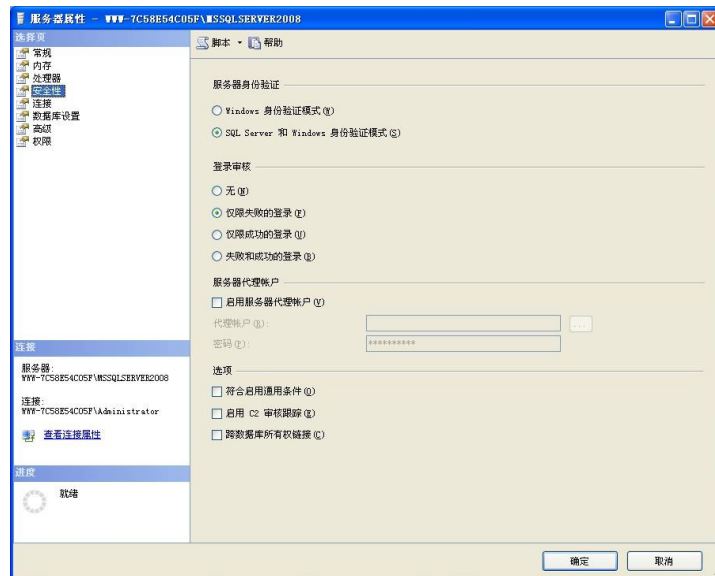 服务器属性 - WWW-7C58E54C05F\MSSQLSERVER2008
选择页
常规
内存
处理器
安全性
连接
数据库设置
高级
权限
脚本 帮助
服务器身份验证
Windows 身份验证模式(W)
SQL Server 和 Windows 身份验证模式(S)
登录审核
无(N)
仅限失败的登录(F)
仅限成功的登录(U)
失败和成功的登录(B)
服务器代理帐户
启用服务器代理帐户(V)
代理帐户(R):
...
密码(P):
**********
选项
符合启用通用条件(O)
启用 C2 审核跟踪(E)
跨数据库所有权链接(C)
连接
服务器:
WWW-7C58E54C05F\MSSQLSERVER2008
连接:
WWW-7C58E54C05F\Administrator
查看连接属性
进度
就绪
确定 取消